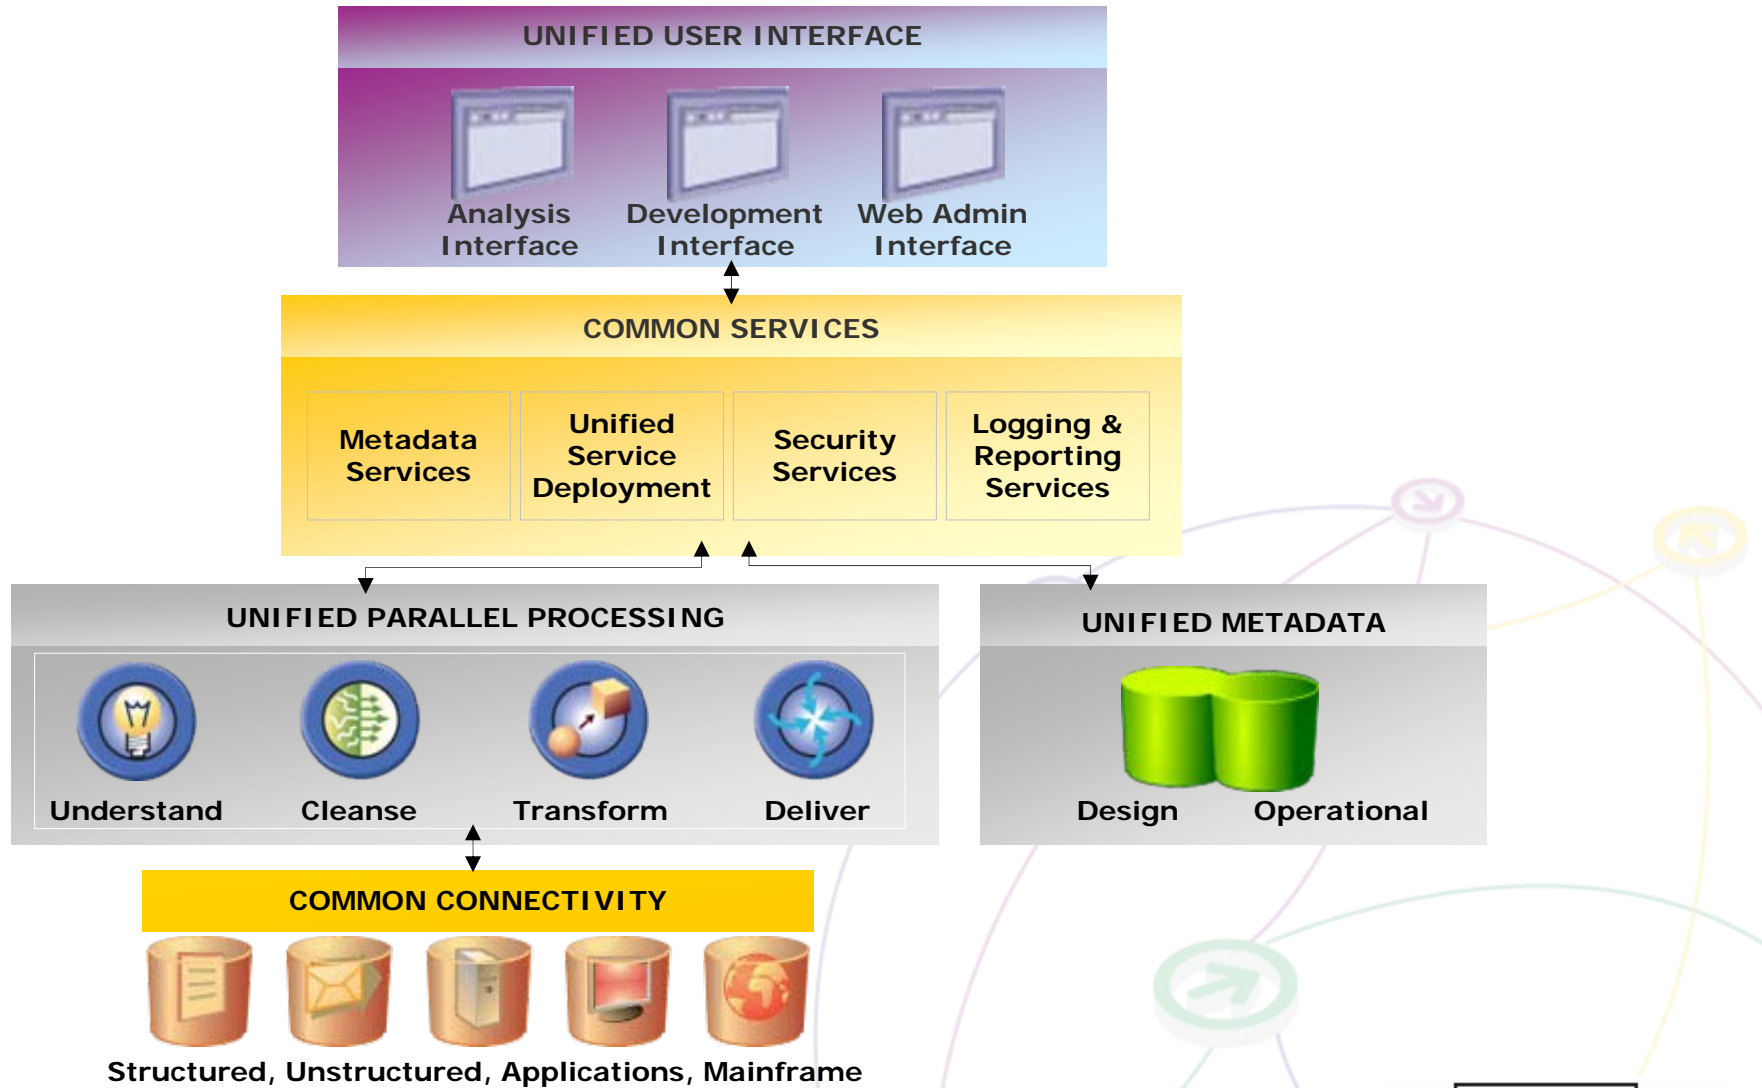 UNIFIED USER INTERFACE
Analysis
Interface
Development
Interface
Web Admin
Interface
COMMON SERVICES
Metadata
Services
Unified
Service
Deployment
Security
Services
Logging &
Reporting
Services
UNIFIED PARALLEL PROCESSING
Understand
Cleanse
Transform
Deliver
UNIFIED METADATA
Design
Operational
COMMON CONNECTIVITY
Structured, Unstructured, Applications, Mainframe